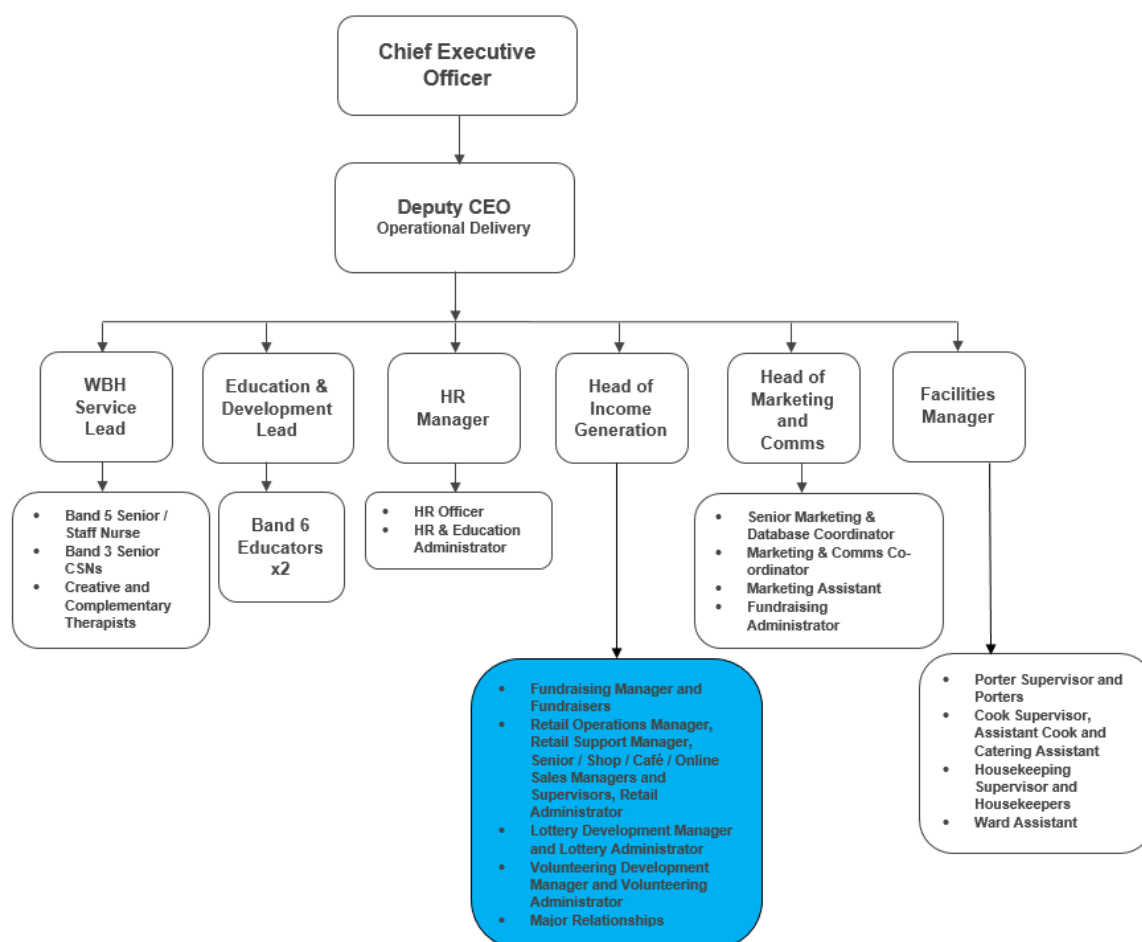 Chief Executive
Officer
Deputy CEO
Operational Delivery
WBH
Service
Lead
Education &
Development
Lead
HR
Manager
Head of
Income
Generation
Head of
Marketing
and
Comms
Facilities
Manager
• Band 5 Senior /
Staff Nurse
• Band 3 Senior
CSNs
• Creative and
Complementary
Therapists
Band 6
Educators
x2
• HR Officer
• HR & Education
Administrator
• Senior Marketing &
Database Coordinator
• Marketing & Comms Co-
ordinator
• Marketing Assistant
• Fundraising
Administrator
• Fundraising Manager and
Fundraisers
• Retail Operations Manager,
Retail Support Manager,
Senior / Shop / Café / Online
Sales Managers and
Supervisors, Retail
Administrator
• Lottery Development Manager
and Lottery Administrator
• Volunteering Development
Manager and Volunteering
Administrator
• Major Relationships
• Porter Supervisor and
Porters
• Cook Supervisor,
Assistant Cook and
Catering Assistant
• Housekeeping
Supervisor and
Housekeepers
• Ward Assistant